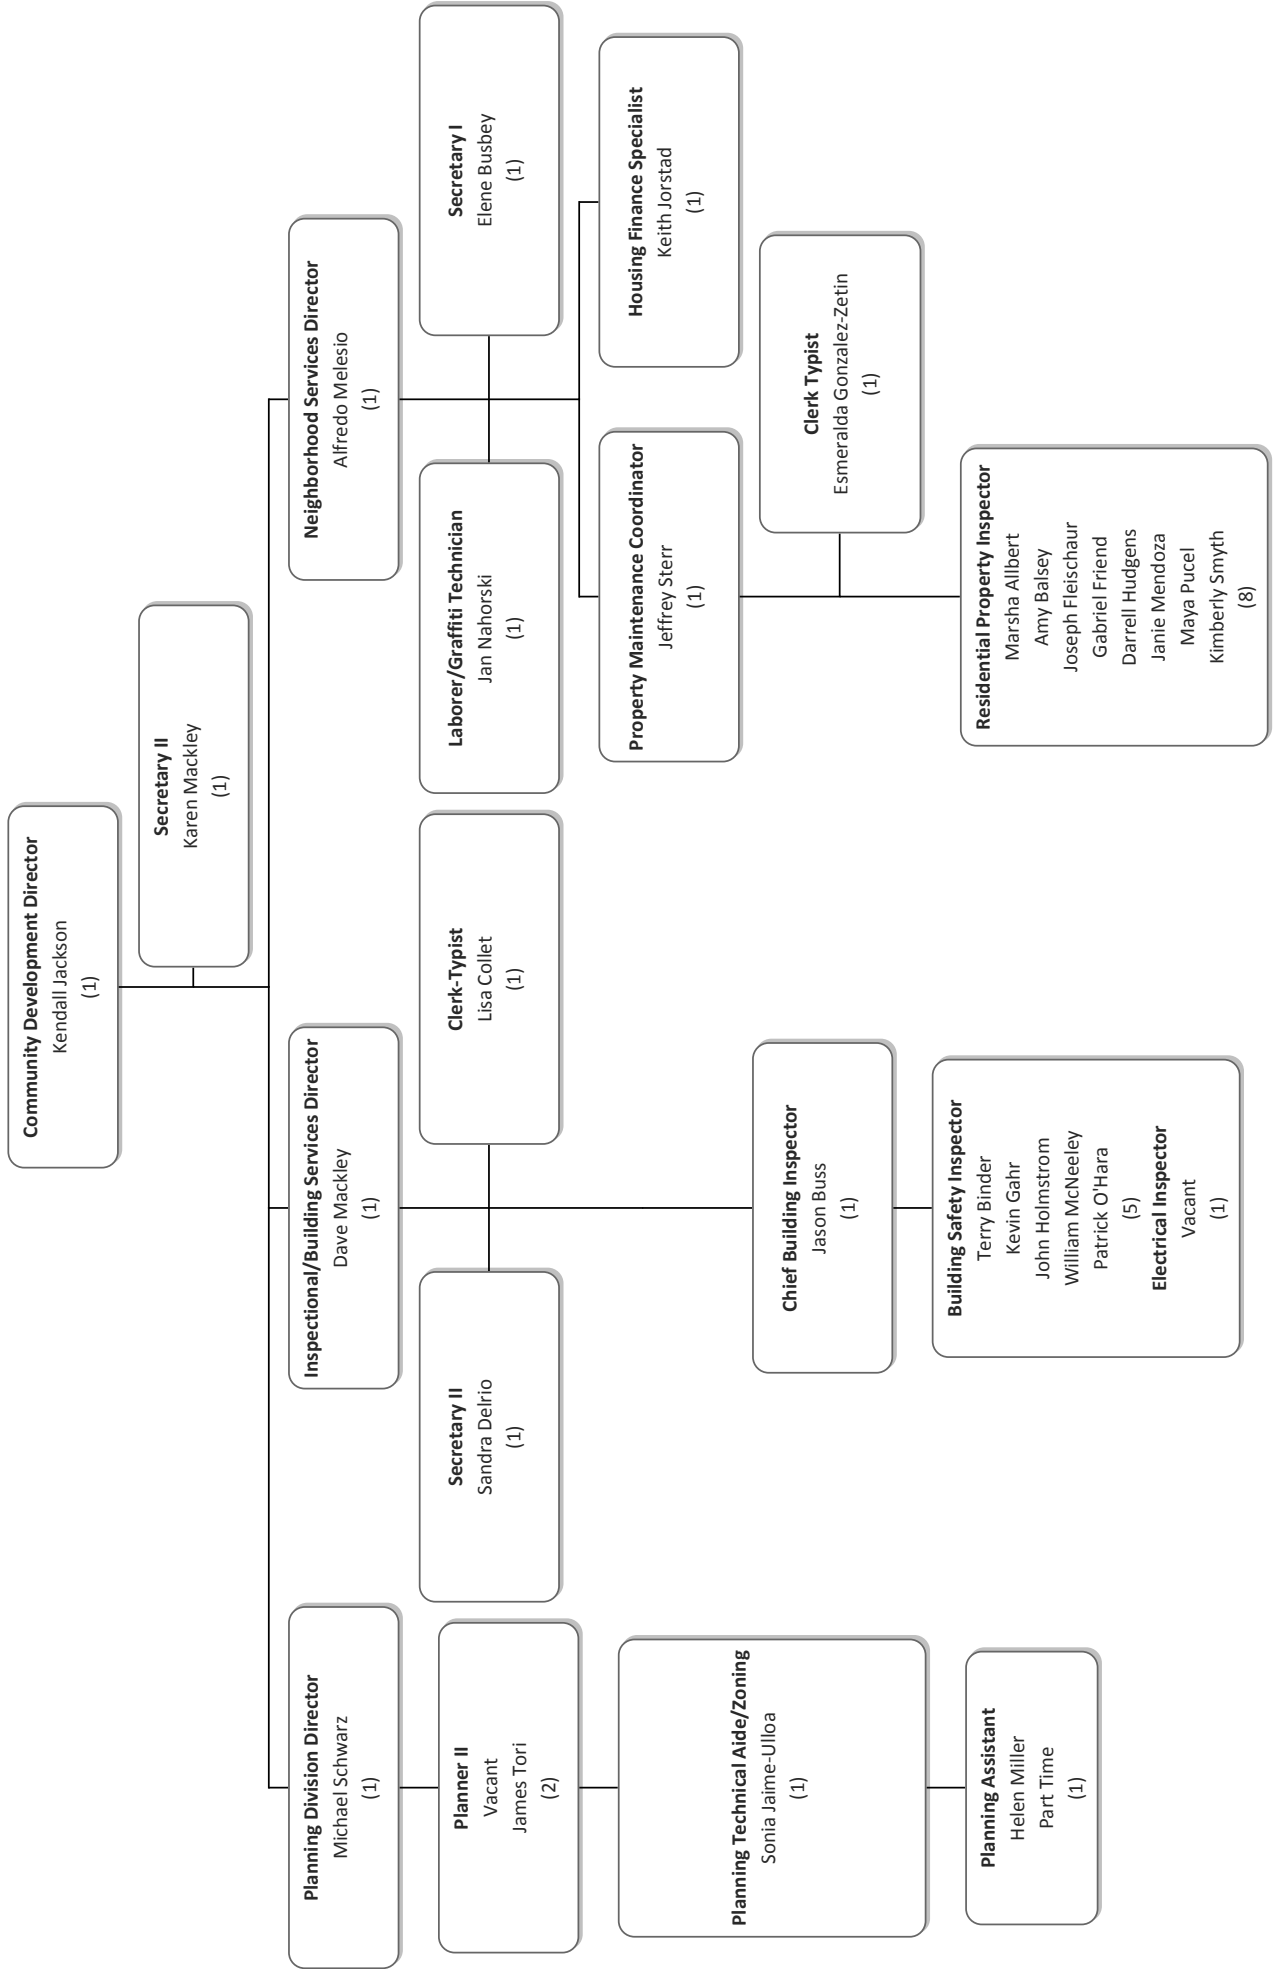 Community Development Director
Kendall Jackson
(1)
Secretary II
Karen Mackley
(1)
Planning Division Director
Michael Schwarz
(1)
Inspectional/Building Services Director
Dave Mackley
(1)
Neighborhood Services Director
Alfredo Melesio
(1)
Planner II
Vacant
James Tori
(2)
Secretary II
Sandra Delrio
(1)
Clerk-Typist
Lisa Collet
(1)
Laborer/Graffiti Technician
Jan Nahorski
(1)
Secretary I
Elene Busbey
(1)
Planning Technical Aide/Zoning
Sonia Jaime-Ulloa
(1)
Chief Building Inspector
Jason Buss
(1)
Property Maintenance Coordinator
Jeffrey Sterr
(1)
Housing Finance Specialist
Keith Jorstad
(1)
Clerk Typist
Esmeralda Gonzalez-Zetin
(1)
Planning Assistant
Helen Miller
Part Time
(1)
Building Safety Inspector
Terry Binder
Kevin Gahr
John Holmstrom
William McNeeley
Patrick O'Hara
(5)
Electrical Inspector
Vacant
(1)
Residential Property Inspector
Marsha Allbert
Amy Balsey
Joseph Fleischaur
Gabriel Friend
Darrell Hudgens
Janie Mendoza
Maya Pucel
Kimberly Smyth
(8)